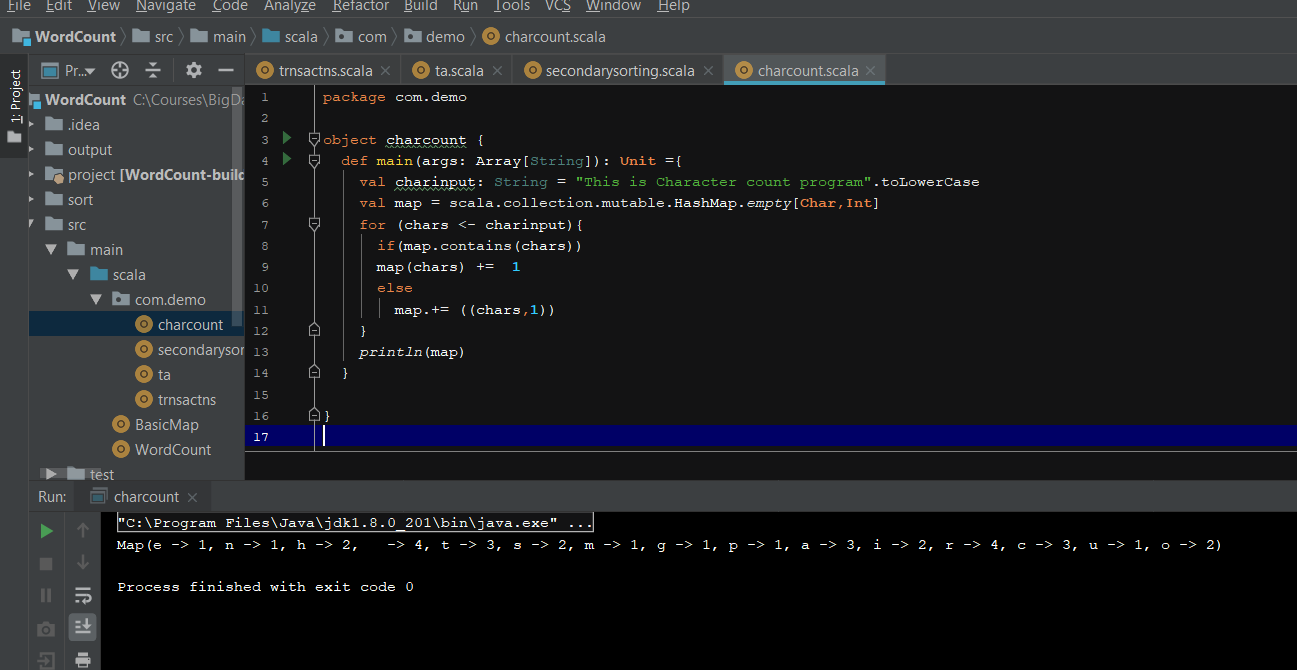 File Edit View Navigate Code Analyze Refactor Build Run Tools VCS Window Help
WordCount src main scala com demo charcount.scala
1: Project
Pr... trnsactns.scala ta.scala secondarysorting.scala charcount.scala
WordCount C:\Courses\BigDa
.idea
output
project [WordCount-build
sort
src
main
scala
com.demo
charcount
secondarysor
ta
trnsactns
BasicMap
WordCount
test
1 package com.demo
2
3 object charcount {
4 def main(args: Array[String]): Unit ={
5 val charinput: String = "This is Character count program".toLowerCase
6 val map = scala.collection.mutable.HashMap.empty[Char,Int]
7 for (chars <- charinput){
8 if(map.contains(chars))
9 map(chars) += 1
10 else
11 map.+= ((chars,1))
12 }
13 println(map)
14 }
15
16 }
17
Run: charcount
"C:\Program Files\Java\jdk1.8.0_201\bin\java.exe" ...
Map(e -> 1, n -> 1, h -> 2,   -> 4, t -> 3, s -> 2, m -> 1, g -> 1, p -> 1, a -> 3, i -> 2, r -> 4, c -> 3, u -> 1, o -> 2)
Process finished with exit code 0